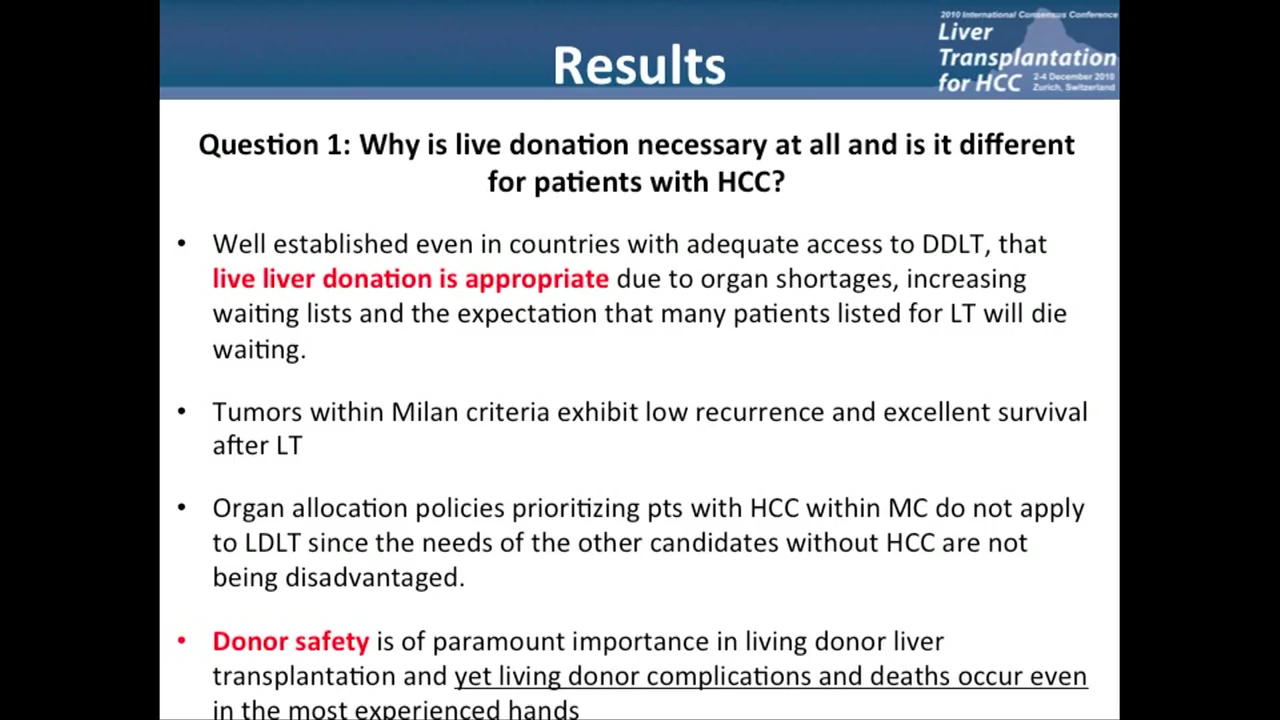 2010 International Consensus Conference
Liver
Transplantation
for HCC
2-4 December 2010
Zurich, Switzerland
Results
Question 1: Why is live donation necessary at all and is it different
for patients with HCC?
• Well established even in countries with adequate access to DDLT, that
live liver donation is appropriate due to organ shortages, increasing
waiting lists and the expectation that many patients listed for LT will die
waiting.
• Tumors within Milan criteria exhibit low recurrence and excellent survival
after LT
• Organ allocation policies prioritizing pts with HCC within MC do not apply
to LDLT since the needs of the other candidates without HCC are not
being disadvantaged.
• Donor safety is of paramount importance in living donor liver
transplantation and yet living donor complications and deaths occur even
in the most experienced hands